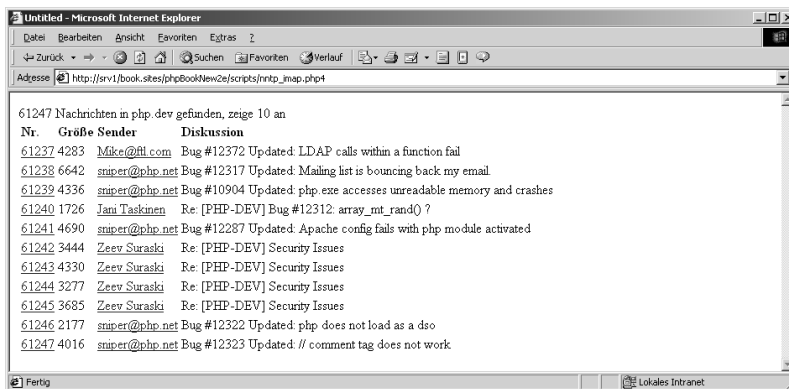 Untitled - Microsoft Internet Explorer
Datei Bearbeiten Ansicht Favoriten Extras ?
Zurück Suchen Favoriten Verlauf
Adresse http://srv1/book.sites/phpBookNew2e/scripts/nntp_imap.php4
61247 Nachrichten in php.dev gefunden, zeige 10 an
Nr. Größe Sender Diskussion
61237 4283 Mike@ftl.com Bug #12372 Updated: LDAP calls within a function fail
61238 6642 sniper@php.net Bug #12317 Updated: Mailing list is bouncing back my email.
61239 4336 sniper@php.net Bug #10904 Updated: php.exe accesses unreadable memory and crashes
61240 1726 Jani Taskinen Re: [PHP-DEV] Bug #12312: array_mt_rand() ?
61241 4690 sniper@php.net Bug #12287 Updated: Apache config fails with php module activated
61242 3444 Zeev Suraski Re: [PHP-DEV] Security Issues
61243 4330 Zeev Suraski Re: [PHP-DEV] Security Issues
61244 3277 Zeev Suraski Re: [PHP-DEV] Security Issues
61245 3685 Zeev Suraski Re: [PHP-DEV] Security Issues
61246 2177 sniper@php.net Bug #12322 Updated: php does not load as a dso
61247 4016 sniper@php.net Bug #12323 Updated: // comment tag does not work
Fertig Lokales Intranet